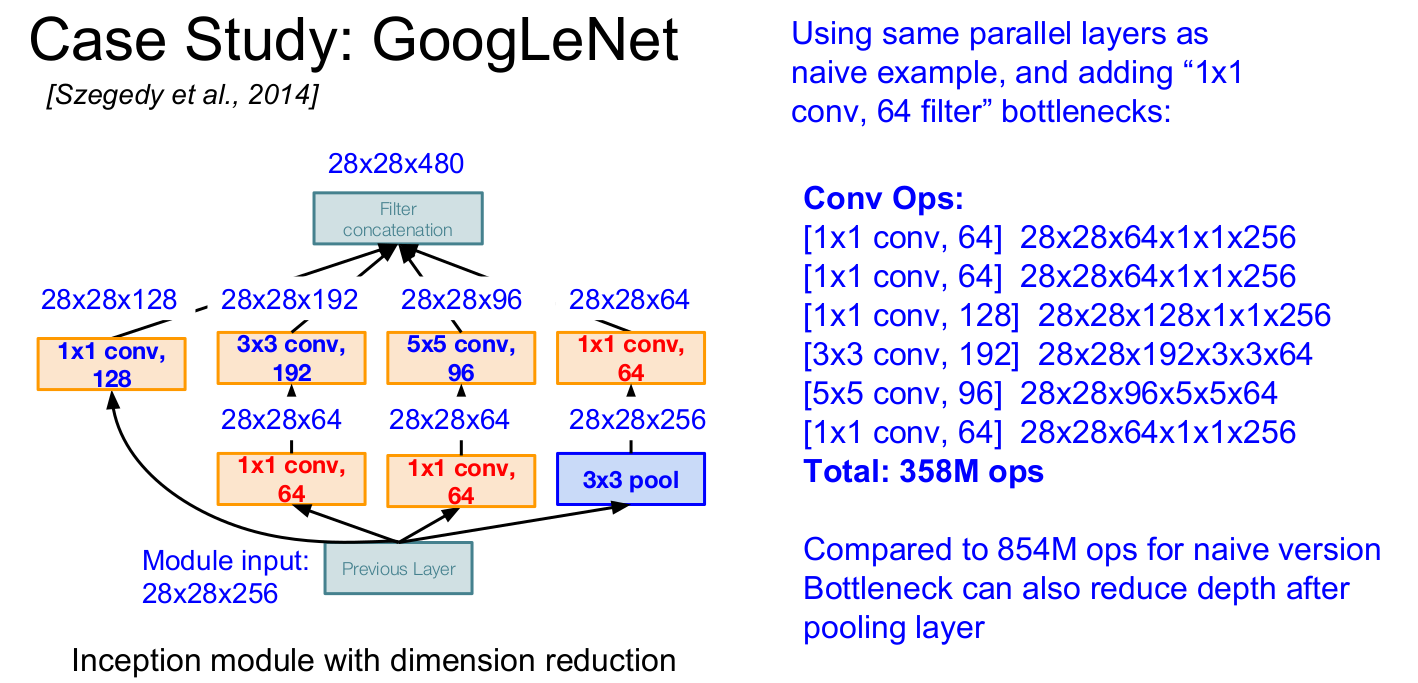 Case Study: GoogLeNet
[Szegedy et al., 2014]
28x28x480
Filter
concatenation
28x28x128
28x28x192
28x28x96
28x28x64
1x1 conv,
128
3x3 conv,
192
5x5 conv,
96
1x1 conv,
64
28x28x64
28x28x64
28x28x256
1x1 conv,
64
1x1 conv,
64
3x3 pool
Module input:
28x28x256
Previous Layer
Inception module with dimension reduction
Using same parallel layers as
naive example, and adding “1x1
conv, 64 filter” bottlenecks:
Conv Ops:
[1x1 conv, 64] 28x28x64x1x1x256
[1x1 conv, 64] 28x28x64x1x1x256
[1x1 conv, 128] 28x28x128x1x1x256
[3x3 conv, 192] 28x28x192x3x3x64
[5x5 conv, 96] 28x28x96x5x5x64
[1x1 conv, 64] 28x28x64x1x1x256
Total: 358M ops
Compared to 854M ops for naive version
Bottleneck can also reduce depth after
pooling layer